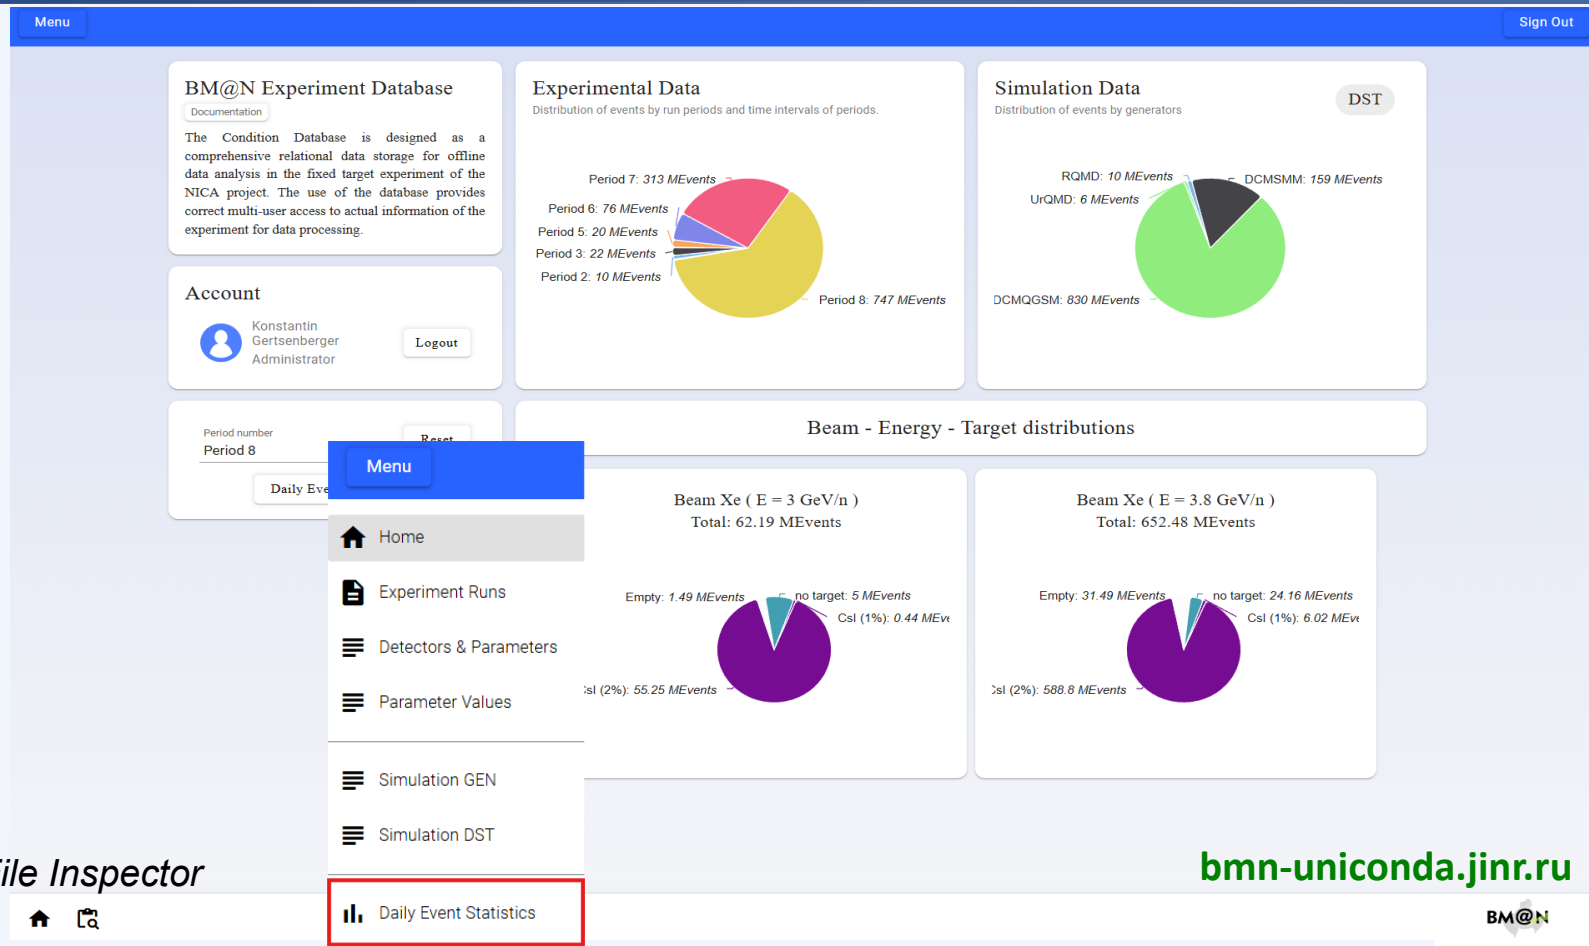 Menu
Sign Out
BM@N Experiment Database
Documentation
The Condition Database is designed as a
comprehensive relational data storage for offline
data analysis in the fixed target experiment of the
NICA project. The use of the database provides
correct multi-user access to actual information of the
experiment for data processing.
Account
Konstantin
Gertsenberger
Administrator
Logout
Period number
Period 8
Reset
Daily Eve
Experimental Data
Distribution of events by run periods and time intervals of periods.
Period 7: 313 MEvents
Period 6: 76 MEvents
Period 5: 20 MEvents
Period 3: 22 MEvents
Period 2: 10 MEvents
Period 8: 747 MEvents
Simulation Data
Distribution of events by generators
DST
RQMD: 10 MEvents
UrQMD: 6 MEvents
DCMSMM: 159 MEvents
DCMQGSM: 830 MEvents
Beam - Energy - Target distributions
Beam Xe ( E = 3 GeV/n )
Total: 62.19 MEvents
Empty: 1.49 MEvents
no target: 5 MEvents
CsI (1%): 0.44 MEve
CsI (2%): 55.25 MEvents
Beam Xe ( E = 3.8 GeV/n )
Total: 652.48 MEvents
Empty: 31.49 MEvents
no target: 24.16 MEvents
CsI (1%): 6.02 MEve
CsI (2%): 588.8 MEvents
Menu
Home
Experiment Runs
Detectors & Parameters
Parameter Values
Simulation GEN
Simulation DST
Daily Event Statistics
ile Inspector
bmn-uniconda.jinr.ru
BM@N